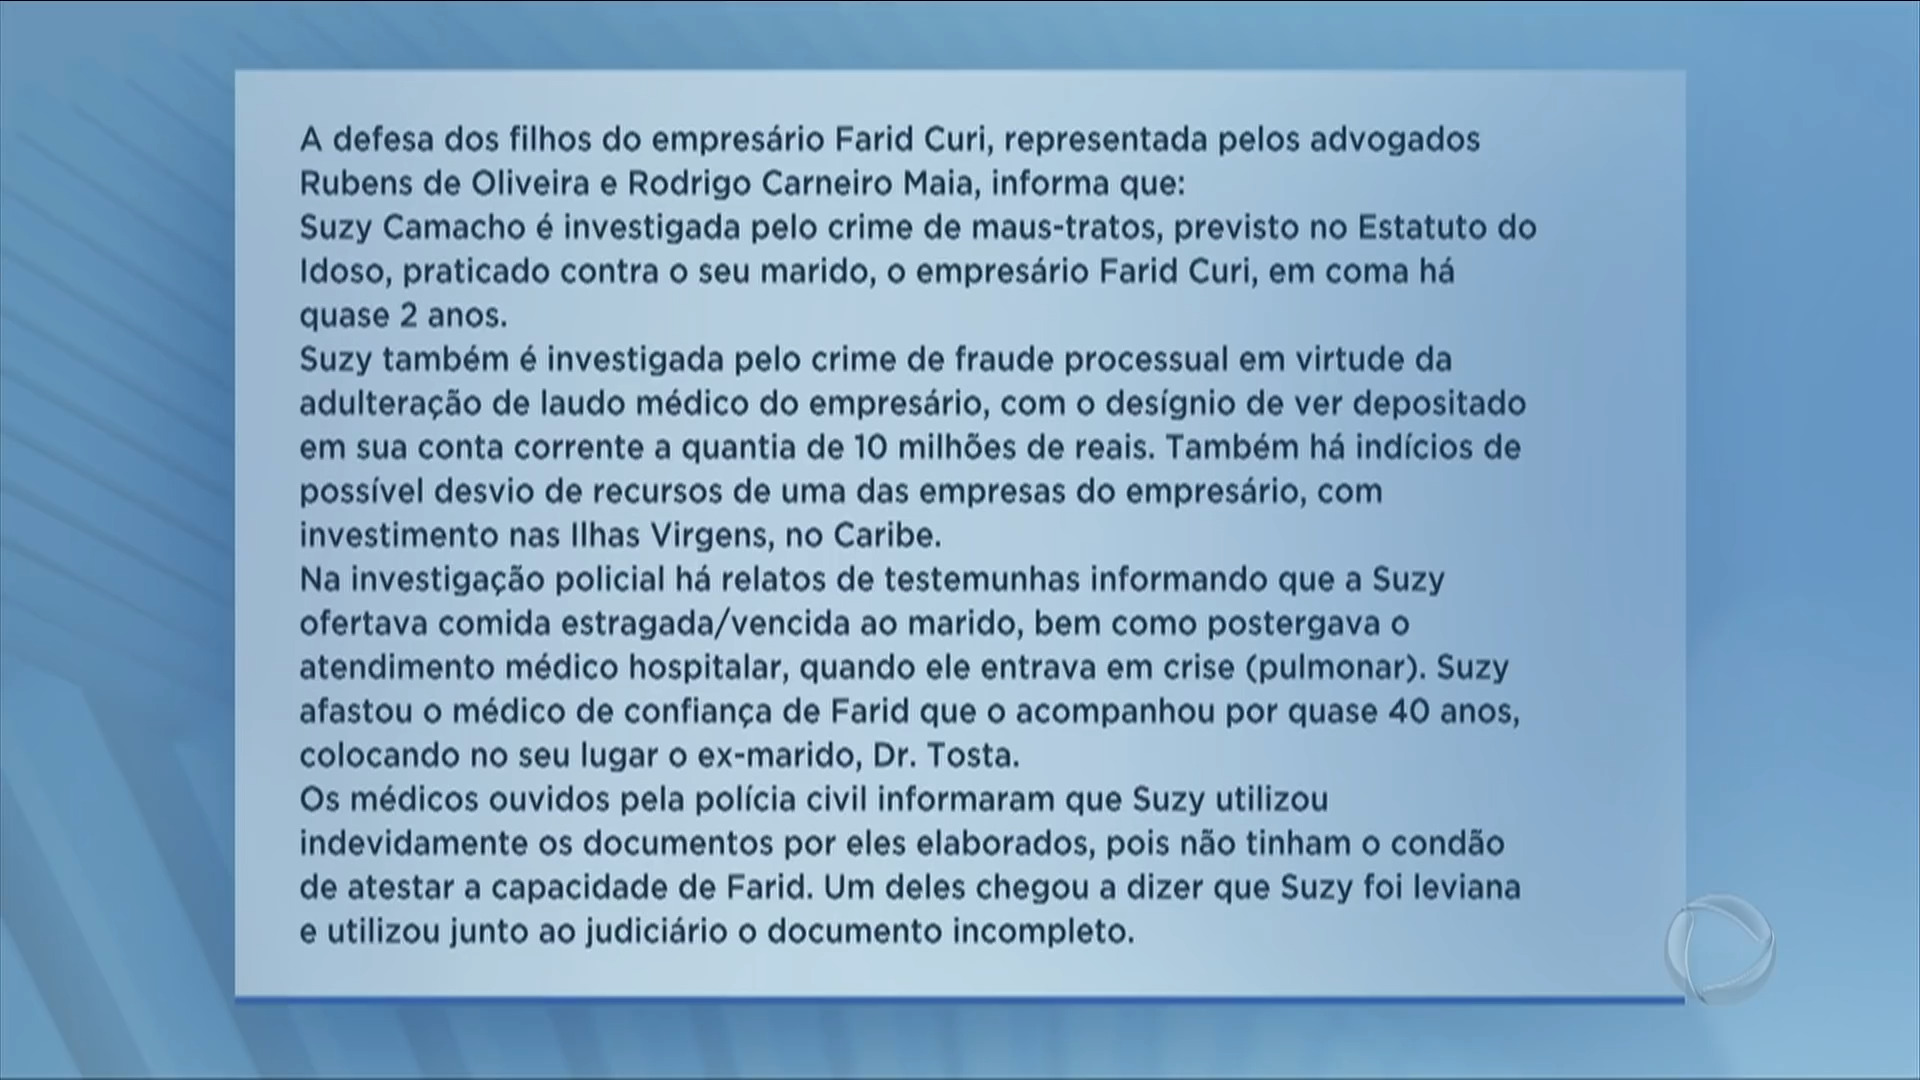 A defesa dos filhos do empresário Farid Curi, representada pelos advogados
Rubens de Oliveira e Rodrigo Carneiro Maia, informa que:
Suzy Camacho é investigada pelo crime de maus-tratos, previsto no Estatuto do
Idoso, praticado contra o seu marido, o empresário Farid Curi, em coma há
quase 2 anos.
Suzy também é investigada pelo crime de fraude processual em virtude da
adulteração de laudo médico do empresário, com o desígnio de ver depositado
em sua conta corrente a quantia de 10 milhões de reais. Também há indícios de
possível desvio de recursos de uma das empresas do empresário, com
investimento nas Ilhas Virgens, no Caribe.
Na investigação policial há relatos de testemunhas informando que a Suzy
ofertava comida estragada/vencida ao marido, bem como postergava o
atendimento médico hospitalar, quando ele entrava em crise (pulmonar). Suzy
afastou o médico de confiança de Farid que o acompanhou por quase 40 anos,
colocando no seu lugar o ex-marido, Dr. Tosta.
Os médicos ouvidos pela polícia civil informaram que Suzy utilizou
indevidamente os documentos por eles elaborados, pois não tinham o condão
de atestar a capacidade de Farid. Um deles chegou a dizer que Suzy foi leviana
e utilizou junto ao judiciário o documento incompleto.